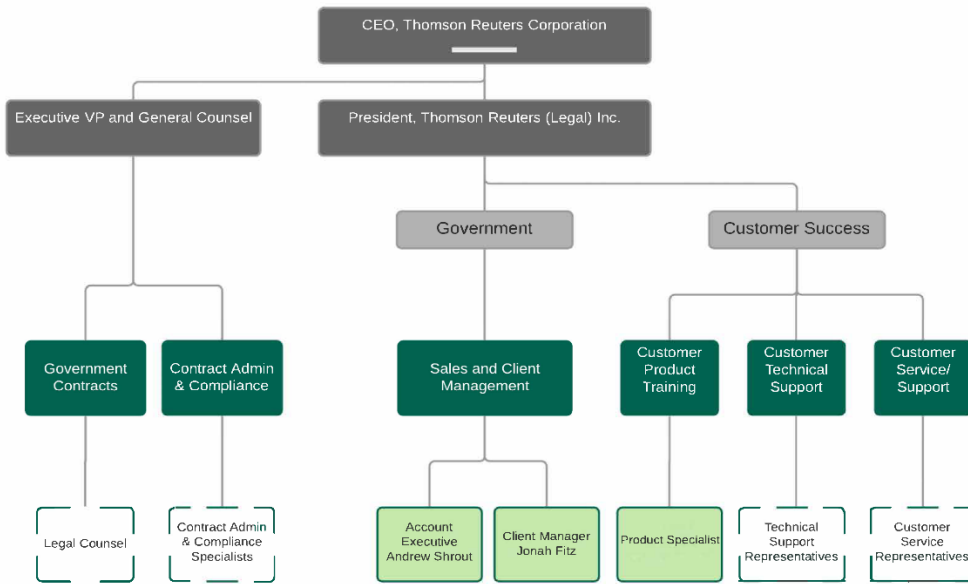 CEO, Thomson Reuters Corporation
Executive VP and General Counsel
President, Thomson Reuters (Legal) Inc.
Government
Customer Success
Government
Contracts
Contract Admin
& Compliance
Sales and Client
Management
Customer
Product
Training
Customer
Technical
Support
Customer
Service/
Support
Legal Counsel
Contract Admin
& Compliance
Specialists
Account
Executive
Andrew Shrout
Client Manager
Jonah Fitz
Product Specialist
Technical
Support
Representatives
Customer
Service
Representatives